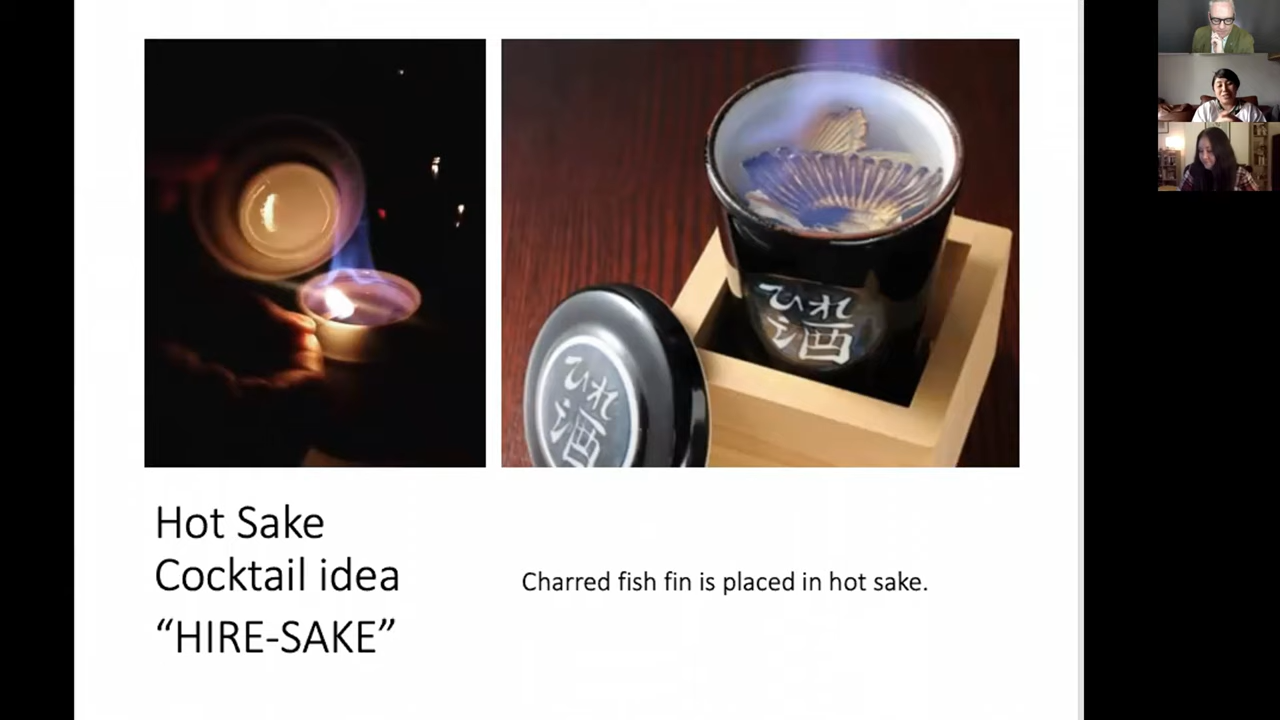 ひれ
酒
ひれ
酒
Hot Sake
Cocktail idea
“HIRE-SAKE”
Charred fish fin is placed in hot sake.